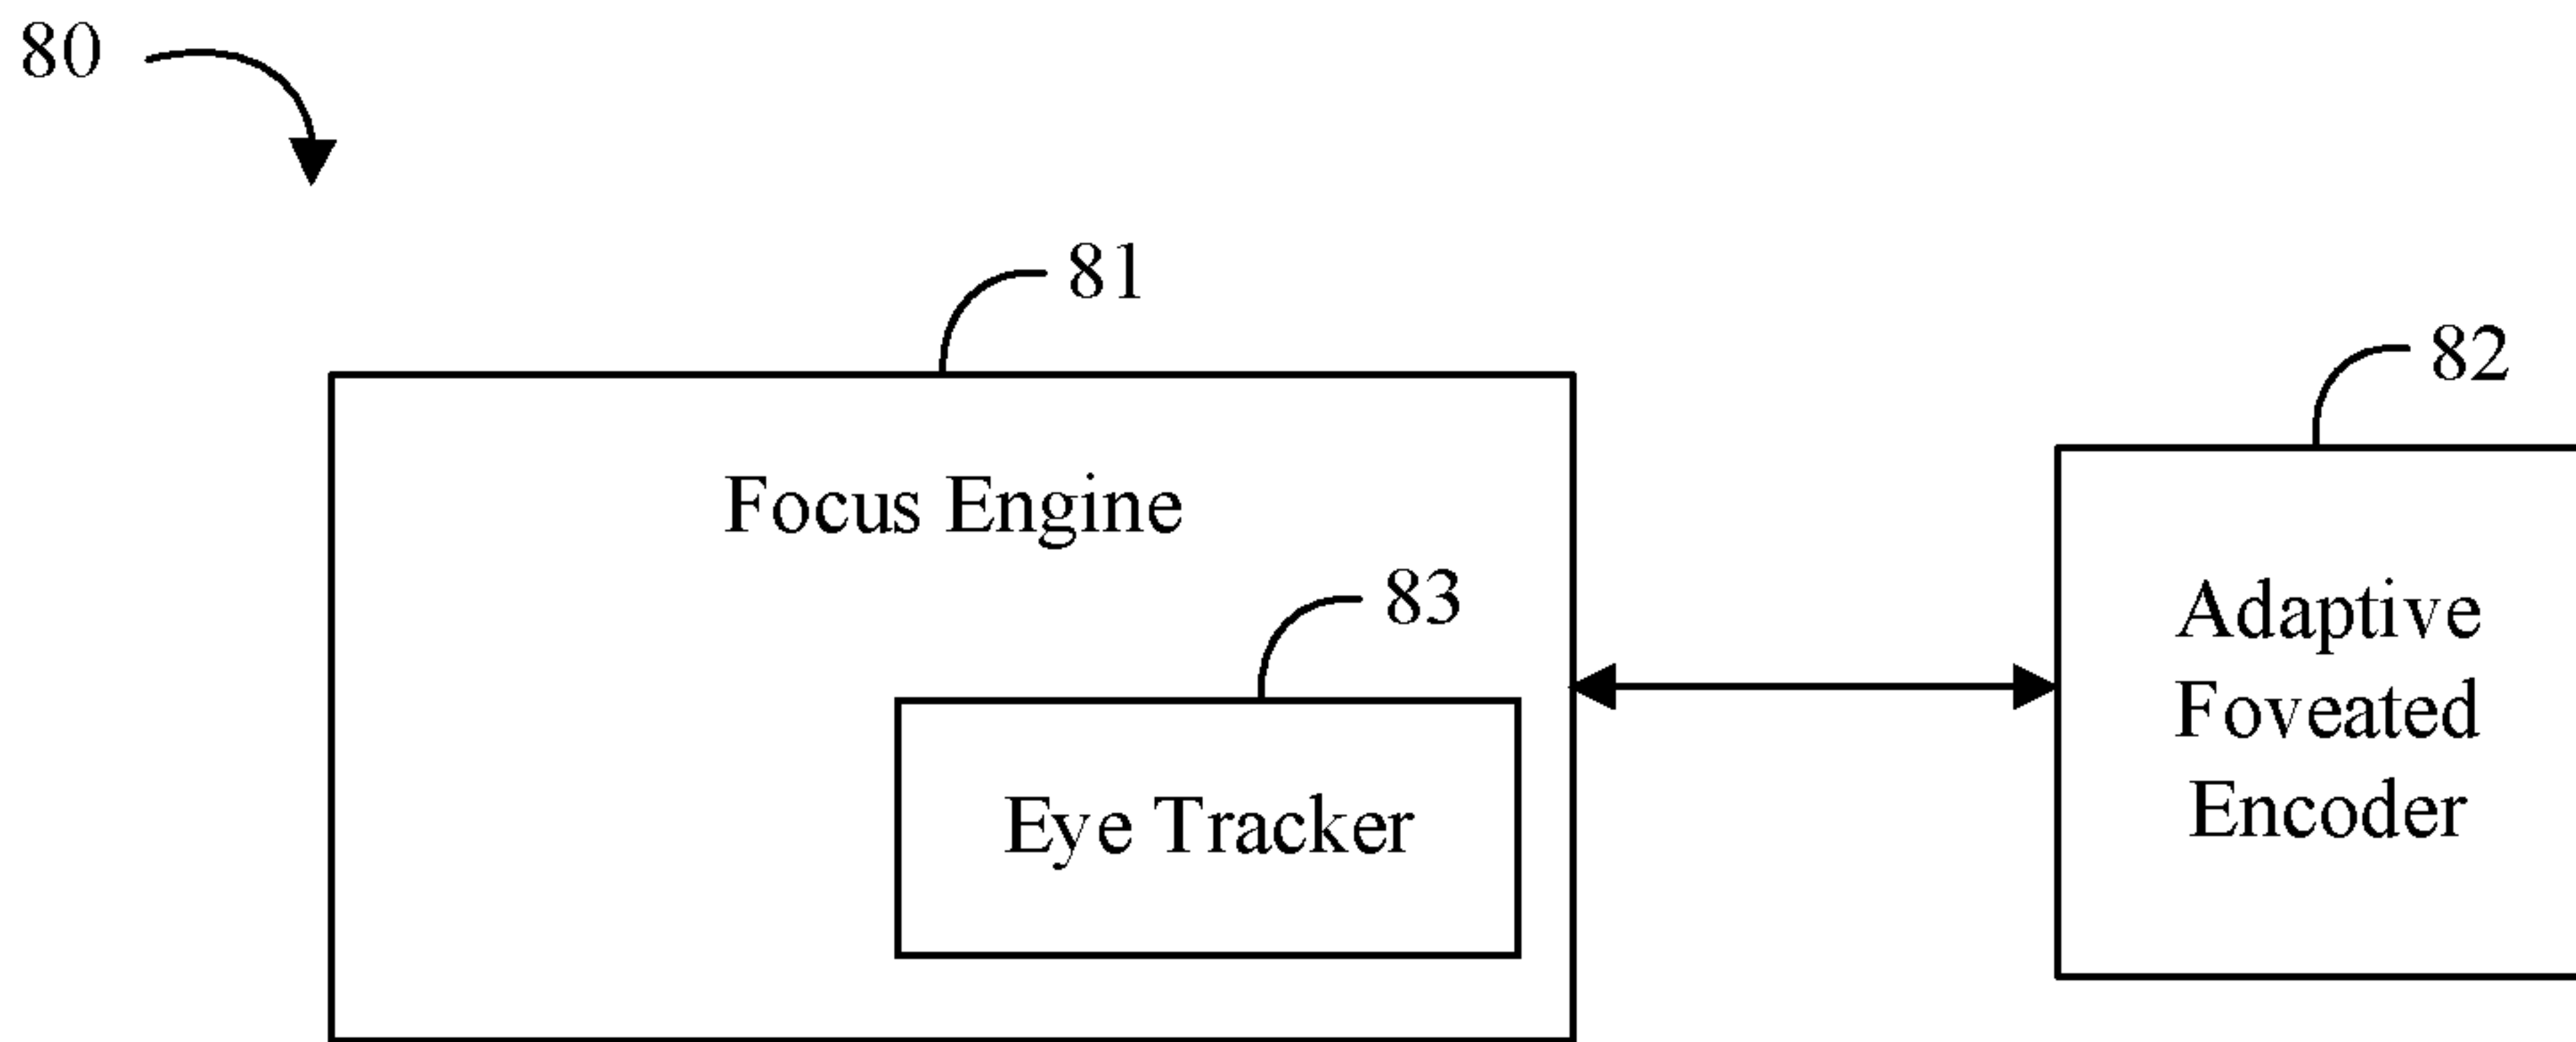 80
81
82
Focus Engine
83
Adaptive
Foveated
Encoder
Eye Tracker